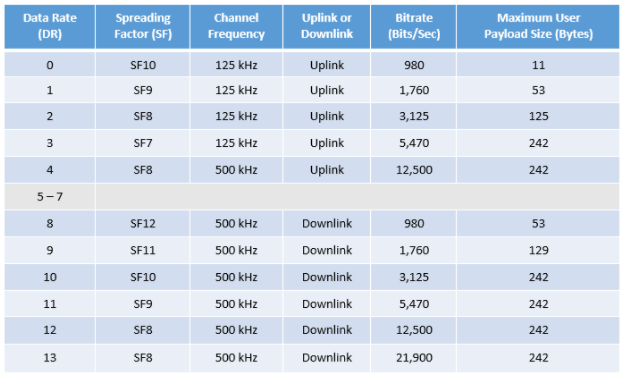 Data Rate (DR) Spreading Factor (SF) Channel Frequency Uplink or Downlink Bitrate (Bits/Sec) Maximum User Payload Size (Bytes)
0 SF10 125 kHz Uplink 980 11
1 SF9 125 kHz Uplink 1,760 53
2 SF8 125 kHz Uplink 3,125 125
3 SF7 125 kHz Uplink 5,470 242
4 SF8 500 kHz Uplink 12,500 242
5 – 7
8 SF12 500 kHz Downlink 980 53
9 SF11 500 kHz Downlink 1,760 129
10 SF10 500 kHz Downlink 3,125 242
11 SF9 500 kHz Downlink 5,470 242
12 SF8 500 kHz Downlink 12,500 242
13 SF8 500 kHz Downlink 21,900 242